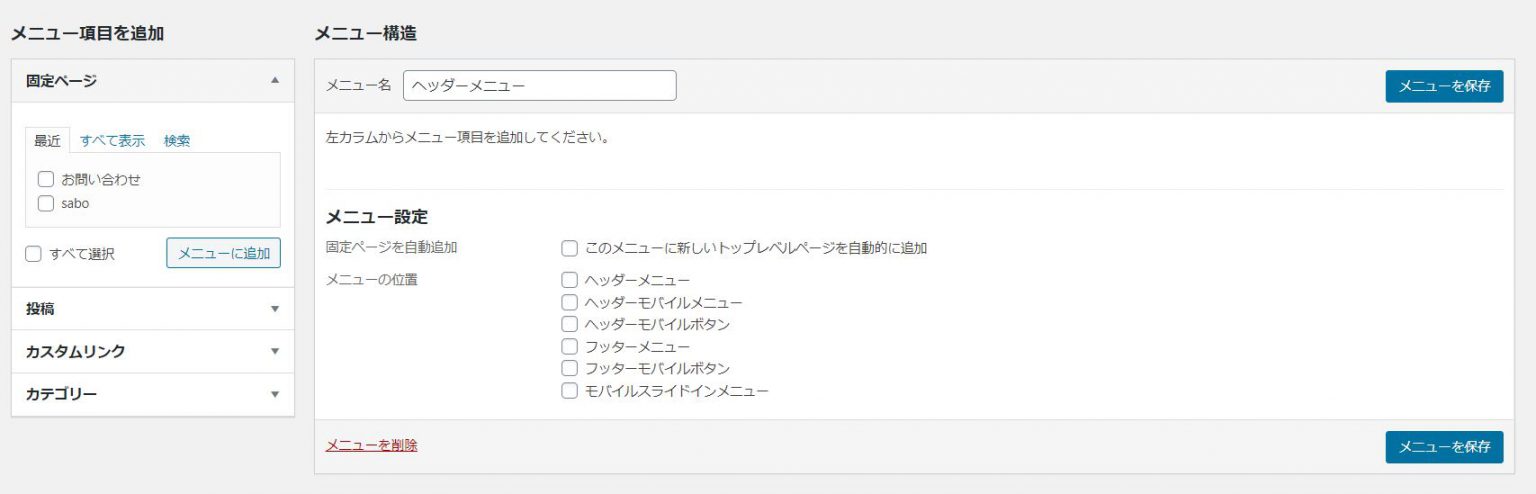 メニュー項目を追加
固定ページ
最近 すべて表示 検索
お問い合わせ
sabo
すべて選択 メニューに追加
投稿
カスタムリンク
カテゴリー
メニュー構造
メニュー名 ヘッダーメニュー メニューを保存
左カラムからメニュー項目を追加してください。
メニュー設定
固定ページを自動追加 このメニューに新しいトップレベルページを自動的に追加
メニューの位置 ヘッダーメニュー
ヘッダーモバイルメニュー
ヘッダーモバイルボタン
フッターメニュー
フッターモバイルボタン
モバイルスライドインメニュー
メニューを削除 メニューを保存